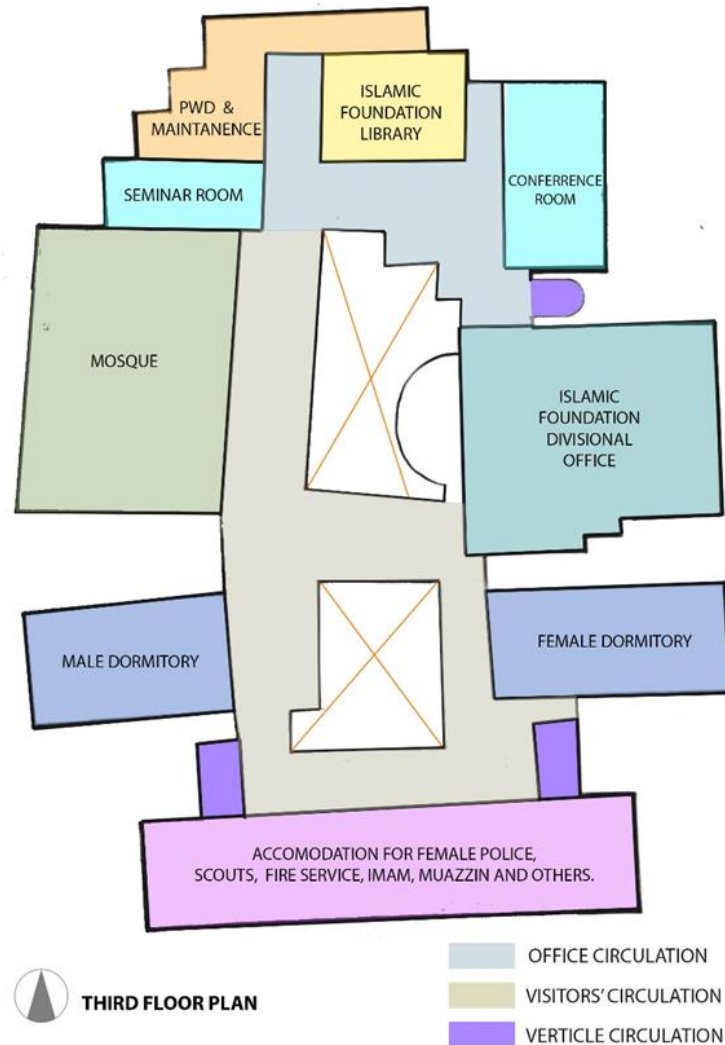 PWD &
MAINTANENCE
ISLAMIC
FOUNDATION
LIBRARY
SEMINAR ROOM
CONFERRENCE
ROOM
MOSQUE
ISLAMIC
FOUNDATION
DIVISIONAL
OFFICE
MALE DORMITORY
FEMALE DORMITORY
ACCOMODATION FOR FEMALE POLICE,
SCOUTS, FIRE SERVICE, IMAM, MUAZZIN AND OTHERS.
THIRD FLOOR PLAN
OFFICE CIRCULATION
VISITORS' CIRCULATION
VERTICLE CIRCULATION